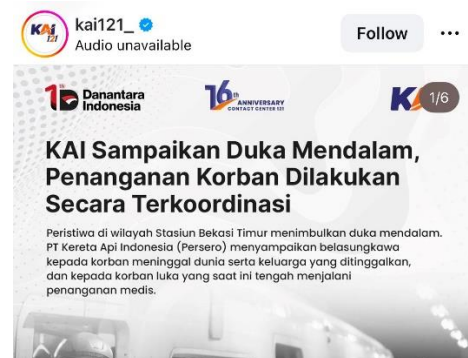 kai121_
Audio unavailable
Follow
Danantara
Indonesia
16th
ANNIVERSARY
CONTACT CENTER 121
1/6
KAI Sampaikan Duka Mendalam,
Penanganan Korban Dilakukan
Secara Terkoordinasi
Peristiwa di wilayah Stasiun Bekasi Timur menimbulkan duka mendalam.
PT Kereta Api Indonesia (Persero) menyampaikan belasungkawa
kepada korban meninggal dunia serta keluarga yang ditinggalkan,
dan kepada korban luka yang saat ini tengah menjalani
penanganan medis.